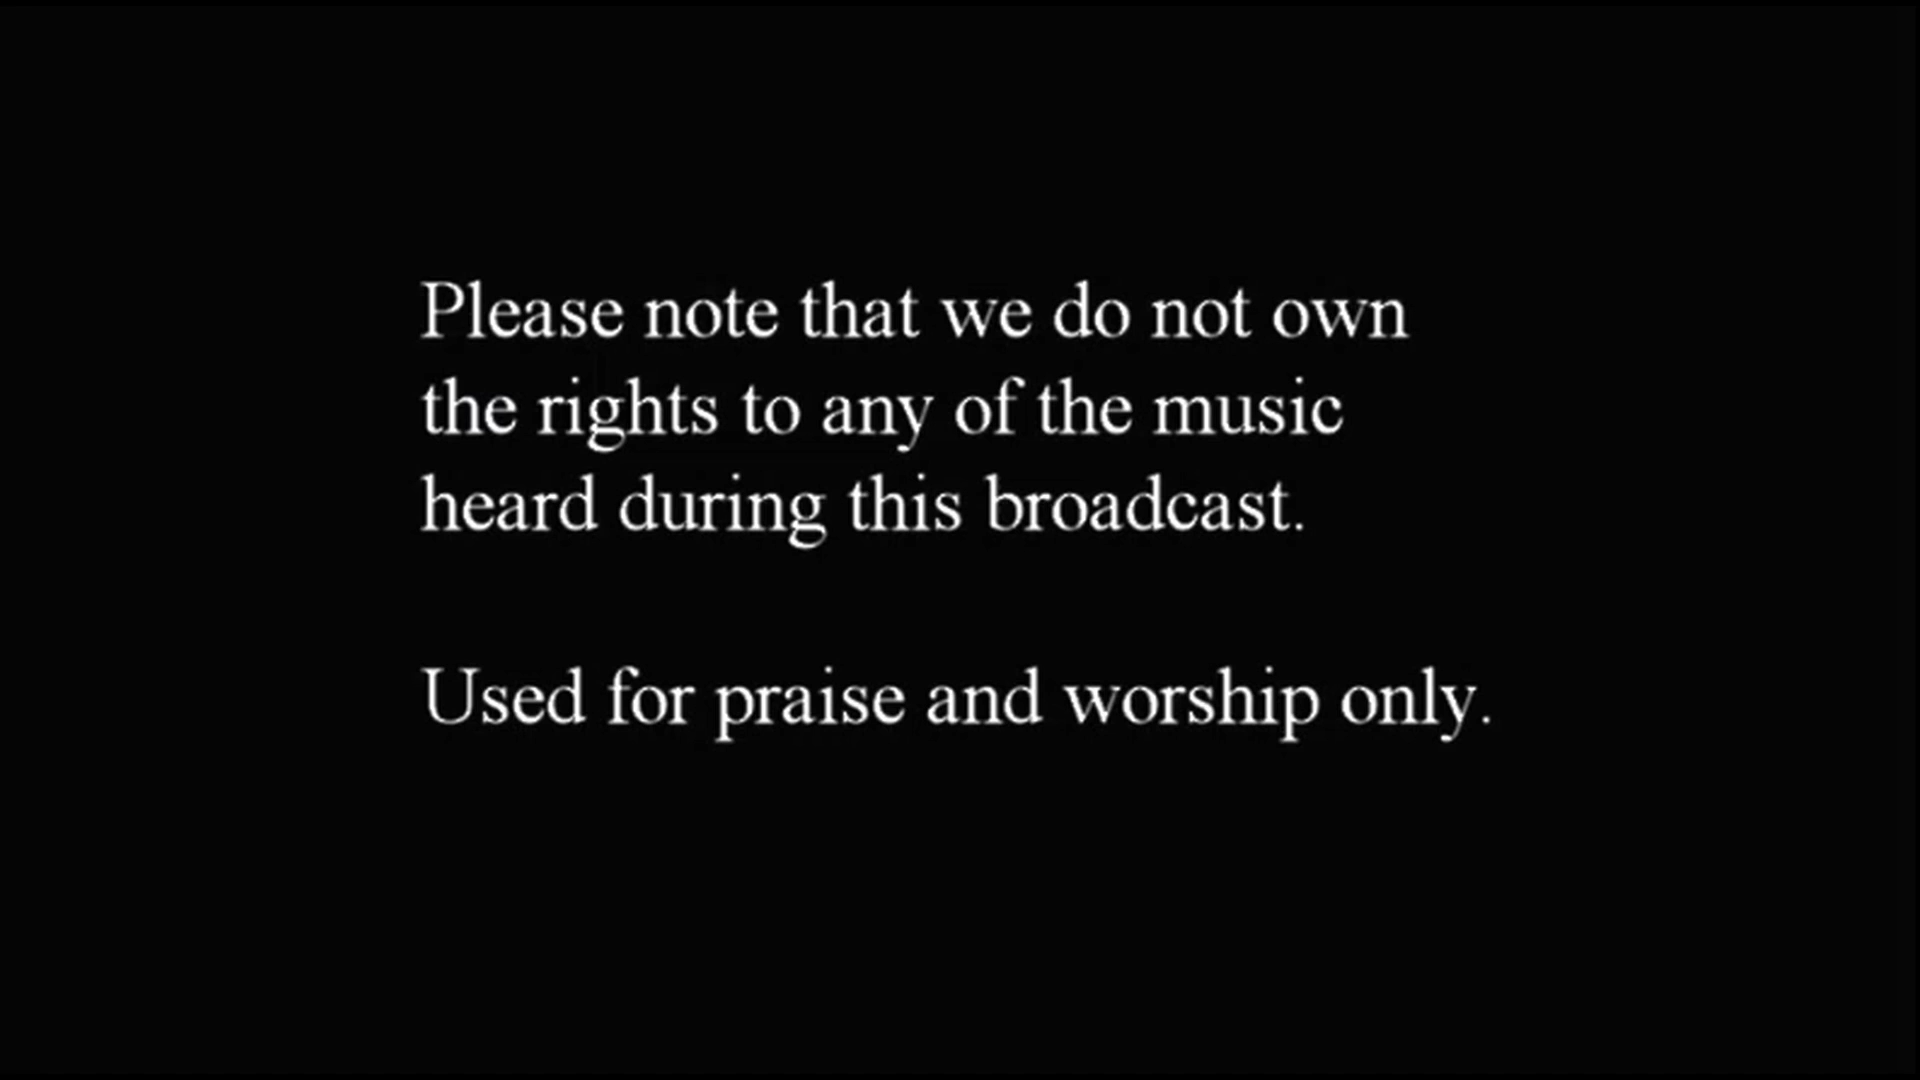 Please note that we do not own
the rights to any of the music
heard during this broadcast.
Used for praise and worship only.